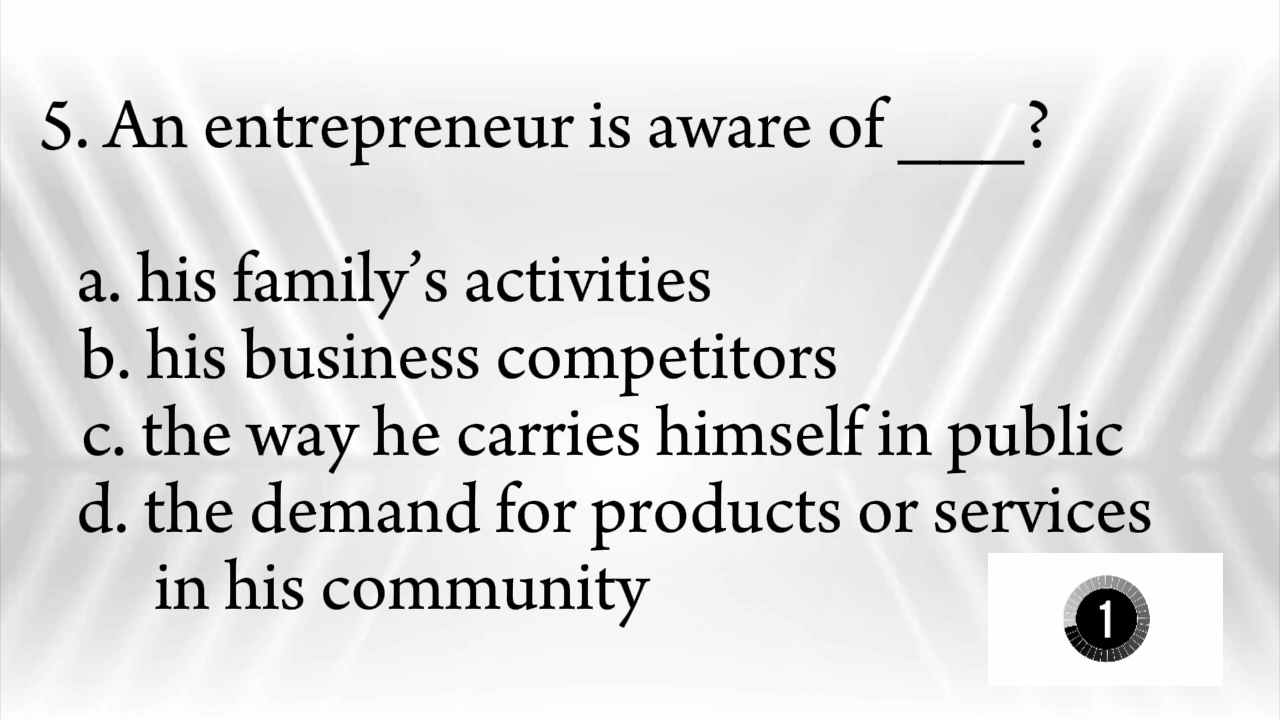 5. An entrepreneur is aware of ____?
a. his family’s activities
b. his business competitors
c. the way he carries himself in public
d. the demand for products or services
in his community
1